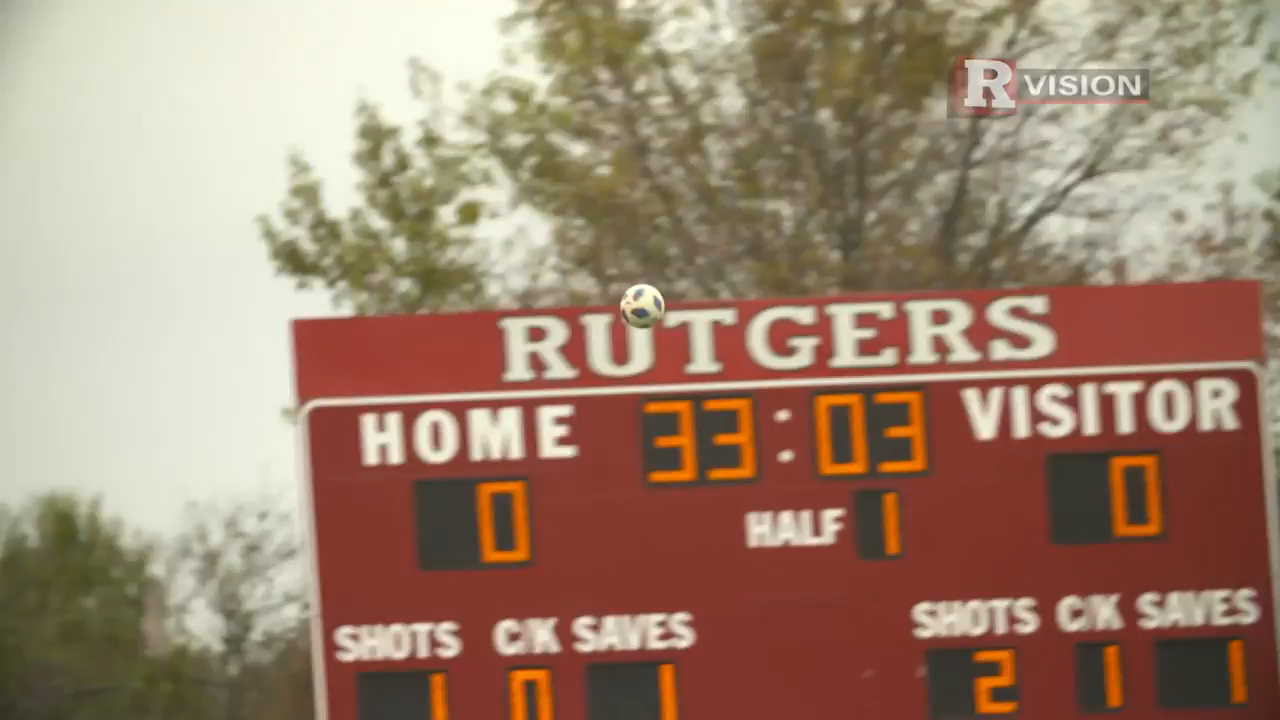 R VISION
RUTGERS
HOME 33:03 VISITOR
0 HALF 1 0
SHOTS C/K SAVES SHOTS C/K SAVES
1 0 1 2 1 1